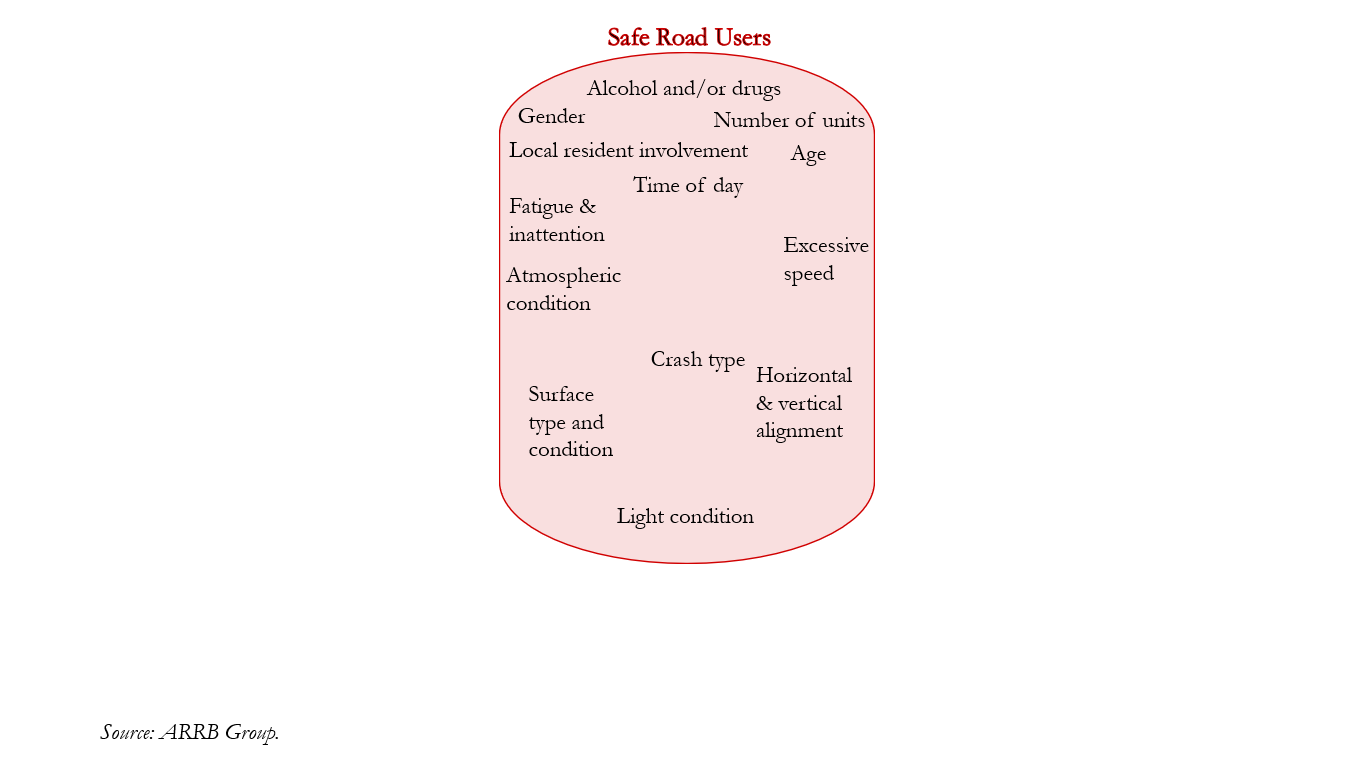 Safe Road Users
Alcohol and/or drugs
Gender
Number of units
Local resident involvement
Age
Time of day
Fatigue &
inattention
Excessive
speed
Atmospheric
condition
Crash type
Horizontal
& vertical
alignment
Surface
type and
condition
Light condition
Source: ARRB Group.